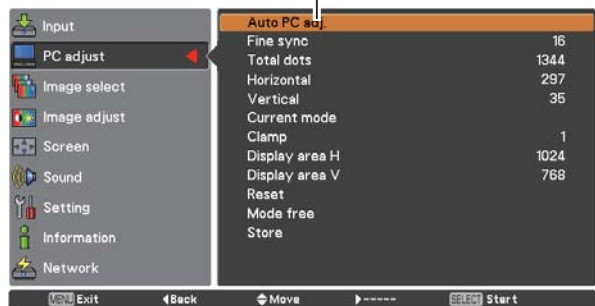 Input
PC adjust
Image select
Image adjust
Screen
Sound
Setting
Information
Network
Auto PC adj.
Fine sync 16
Total dots 1344
Horizontal 297
Vertical 35
Current mode
Clamp 1
Display area H 1024
Display area V 768
Reset
Mode free
Store
MENU Exit ◀Back ◆Move ▶----- SELECT Start